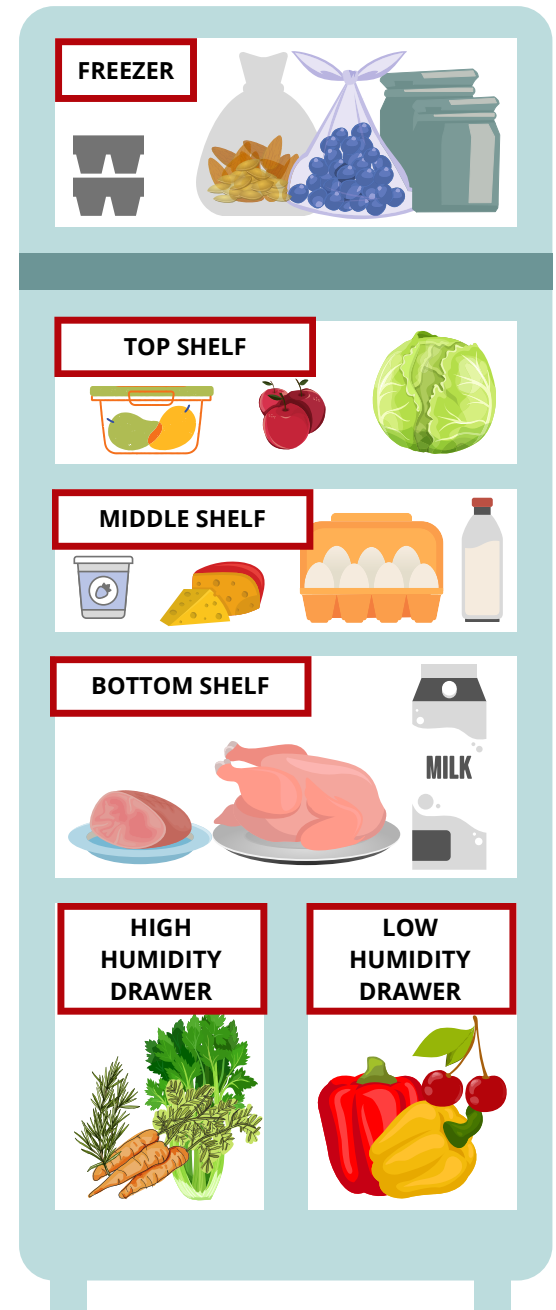 FREEZER
TOP SHELF
MIDDLE SHELF
BOTTOM SHELF
MILK
HIGH
HUMIDITY
DRAWER
LOW
HUMIDITY
DRAWER